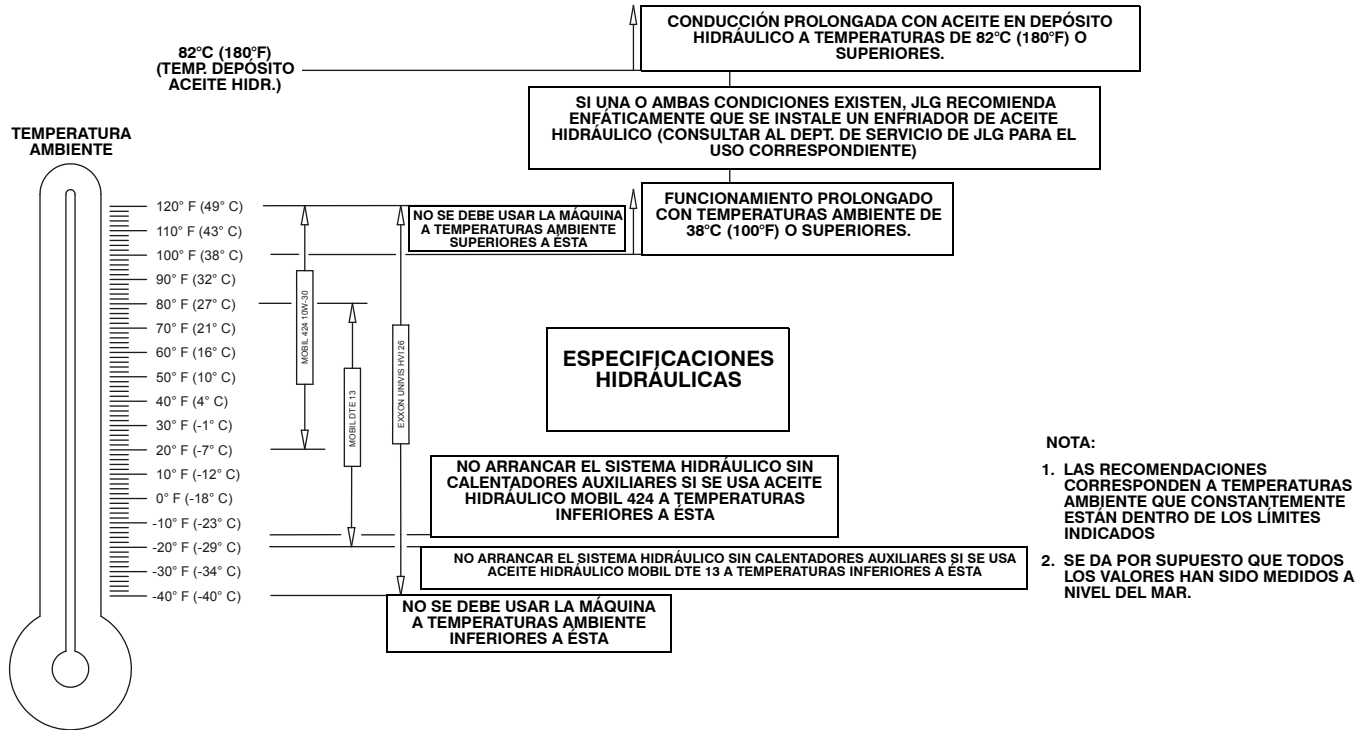 CONDUCCIÓN PROLONGADA CON ACEITE EN DEPÓSITO
HIDRÁULICO A TEMPERATURAS DE 82°C (180°F) O
SUPERIORES.
82°C (180°F)
(TEMP. DEPÓSITO
ACEITE HIDR.)
SI UNA O AMBAS CONDICIONES EXISTEN, JLG RECOMIENDA
ENFÁTICAMENTE QUE SE INSTALE UN ENFRIADOR DE ACEITE
HIDRÁULICO (CONSULTAR AL DEPT. DE SERVICIO DE JLG PARA EL
USO CORRESPONDIENTE)
TEMPERATURA
AMBIENTE
FUNCIONAMIENTO PROLONGADO
CON TEMPERATURAS AMBIENTE DE
38°C (100°F) O SUPERIORES.
NO SE DEBE USAR LA MÁQUINA
A TEMPERATURAS AMBIENTE
SUPERIORES A ÉSTA
120° F (49° C)
110° F (43° C)
100° F (38° C)
90° F (32° C)
80° F (27° C)
70° F (21° C)
60° F (16° C)
50° F (10° C)
40° F (4° C)
30° F (-1° C)
20° F (-7° C)
10° F (-12° C)
0° F (-18° C)
-10° F (-23° C)
-20° F (-29° C)
-30° F (-34° C)
-40° F (-40° C)
MOBIL 424 10W-30
MOBIL DTE 13
EXXON UNIVIS HVI 26
ESPECIFICACIONES
HIDRÁULICAS
NO ARRANCAR EL SISTEMA HIDRÁULICO SIN
CALENTADORES AUXILIARES SI SE USA ACEITE
HIDRÁULICO MOBIL 424 A TEMPERATURAS
INFERIORES A ÉSTA
NO ARRANCAR EL SISTEMA HIDRÁULICO SIN CALENTADORES AUXILIARES SI SE USA
ACEITE HIDRÁULICO MOBIL DTE 13 A TEMPERATURAS INFERIORES A ÉSTA
NO SE DEBE USAR LA MÁQUINA
A TEMPERATURAS AMBIENTE
INFERIORES A ÉSTA
NOTA:
1. LAS RECOMENDACIONES
CORRESPONDEN A TEMPERATURAS
AMBIENTE QUE CONSTANTEMENTE
ESTÁN DENTRO DE LOS LÍMITES
INDICADOS
2. SE DA POR SUPUESTO QUE TODOS
LOS VALORES HAN SIDO MEDIDOS A
NIVEL DEL MAR.